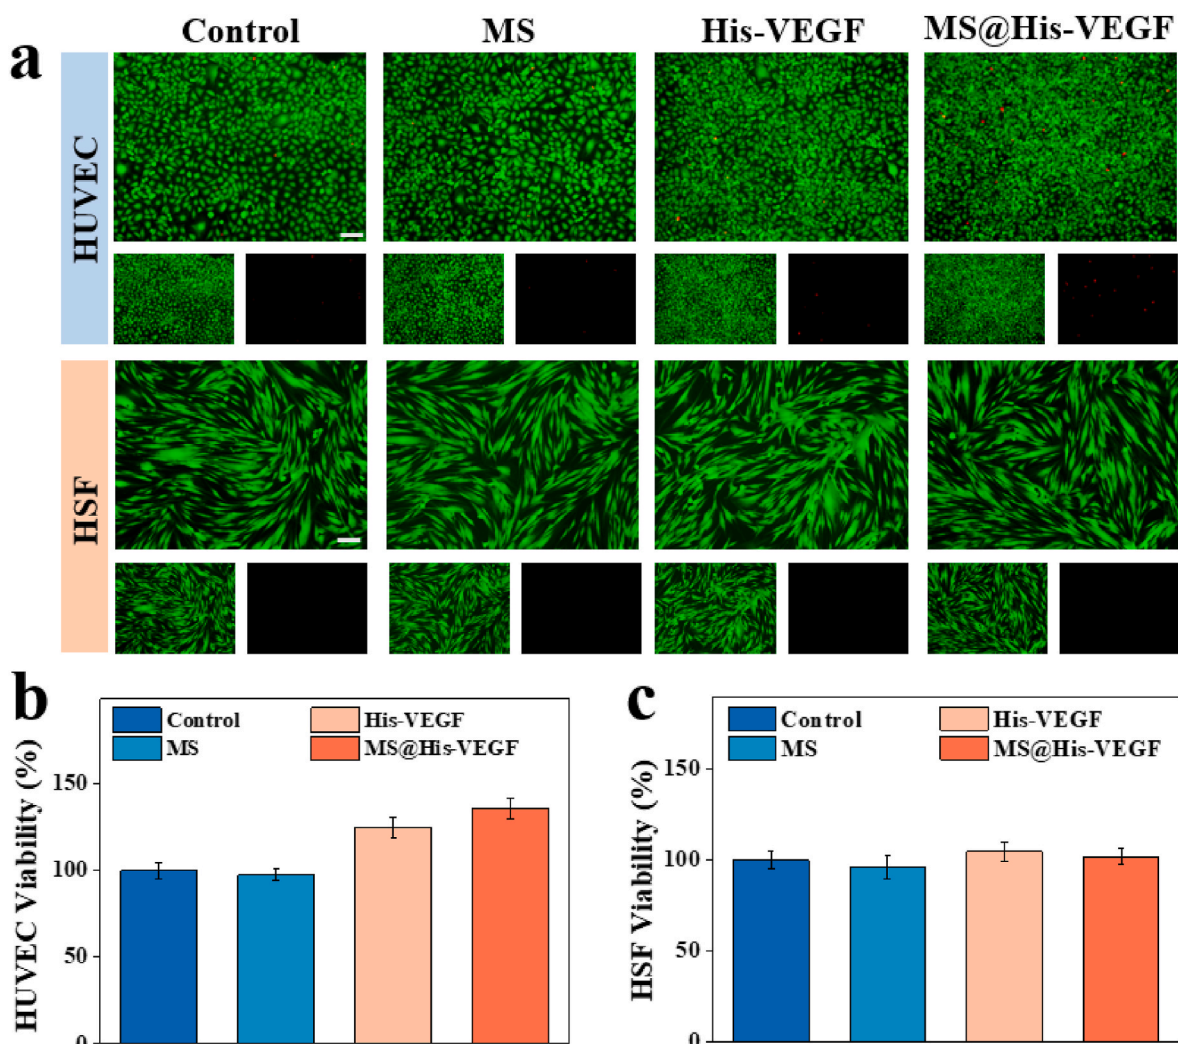 Control MS His-VEGF MS@His-VEGF
a
HUVEC
HSF
b
Control His-VEGF
MS MS@His-VEGF
HUVEC Viability (%)
150
100
50
0
c
Control His-VEGF
MS MS@His-VEGF
HSF Viability (%)
150
100
50
0